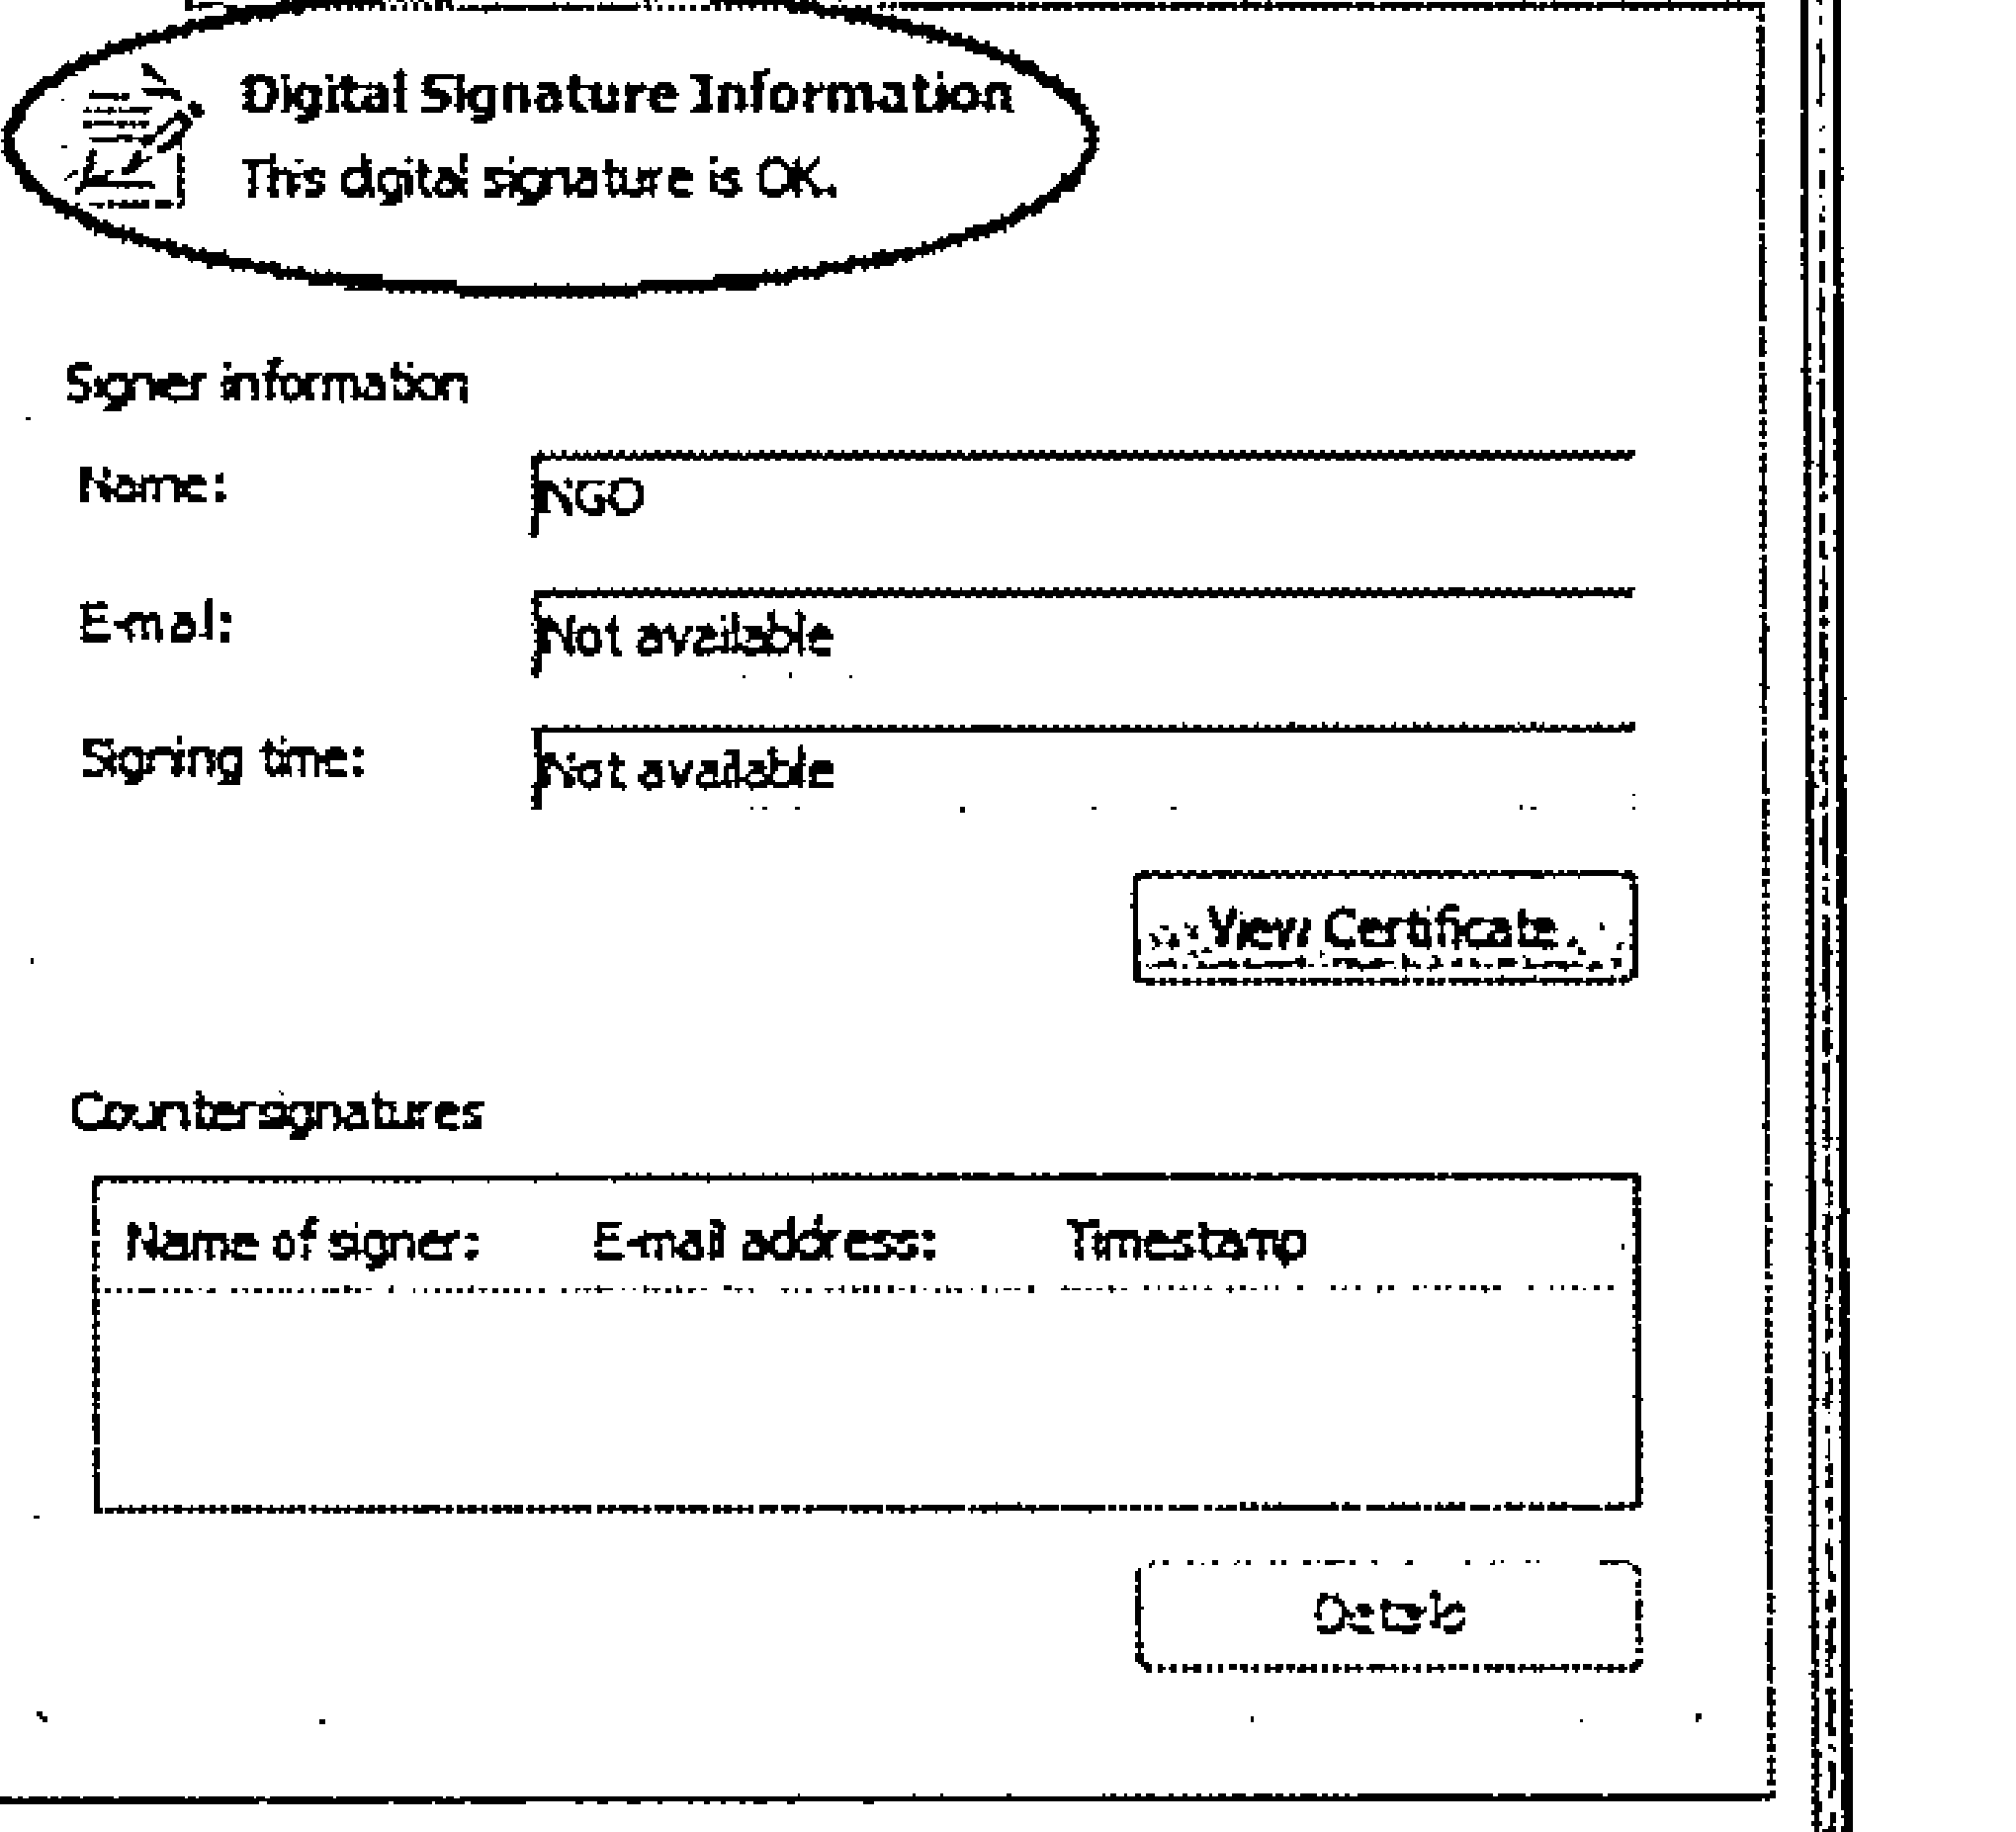 Digital Signature Information
This digital signature is OK.
Signer information
Name: NGO
E-mail: Not available
Signing time: Not available
View Certificate
Countersignatures
Name of signer: E-mail address: Timestamp
Details